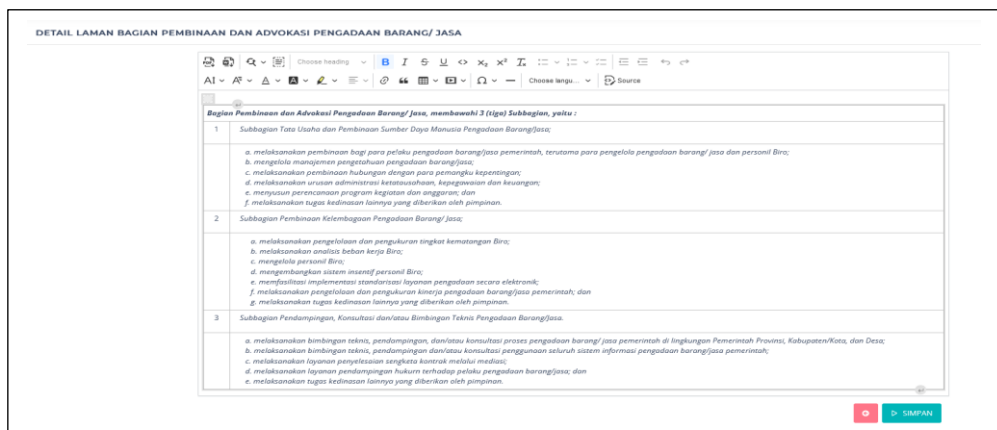 DETAIL LAMAN BAGIAN PEMBINAAN DAN ADVOKASI PENGADAAN BARANG/ JASA
Choose heading B I S U <> x₂ x² Tx
AI A Choose langu... Source
Bagian Pembinaan dan Advokasi Pengadaan Barang/ Jasa, membawahi 3 (tiga) Subbagian, yaitu :
1 Subbagian Tata Usaha dan Pembinaan Sumber Daya Manusia Pengadaan Barang/Jasa;
a. melaksanakan pembinaan bagi para pelaku pengadaan barang/jasa pemerintah, terutama para pengelola pengadaan barang/ jasa dan personil Biro;
b. mengelola manajemen pengetahuan pengadaan barang/jasa;
c. melaksanakan pembinaan hubungan dengan para pemangku kepentingan;
d. melaksanakan urusan administrasi ketatausahaan, kepegawaian dan keuangan;
e. menyusun perencanaan program kegiatan dan anggaran; dan
f. melaksanakan tugas kedinasan lainnya yang diberikan oleh pimpinan.
2 Subbagian Pembinaan Kelembagaan Pengadaan Barang/ Jasa;
a. melaksanakan pengelolaan dan pengukuran tingkat kematangan Biro;
b. melaksanakan analisis beban kerja Biro;
c. mengelola personil Biro;
d. mengembangkan sistem insentif personil Biro;
e. memfasilitasi implementasi standarisasi layanan pengadaan secara elektronik;
f. melaksanakan pengelolaan dan pengukuran kinerja pengadaan barang/jasa pemerintah; dan
g. melaksanakan tugas kedinasan lainnya yang diberikan oleh pimpinan.
3 Subbagian Pendampingan, Konsultasi dan/atau Bimbingan Teknis Pengadaan Barang/Jasa.
a. melaksanakan bimbingan teknis, pendampingan, dan/atau konsultasi proses pengadaan barang/ jasa pemerintah di lingkungan Pemerintah Provinsi, Kabupaten/Kota, dan Desa;
b. melaksanakan bimbingan teknis, pendampingan dan/atau konsultasi penggunaan seluruh sistem informasi pengadaan barang/jasa pemerintah;
c. melaksanakan layanan penyelesaian sengketa kontrak melalui mediasi;
d. melaksanakan layanan pendampingan hukurn terhadap pelaku pengadaan barang/jasa; dan
e. melaksanakan tugas kedinasan lainnya yang diberikan oleh pimpinan.
SIMPAN